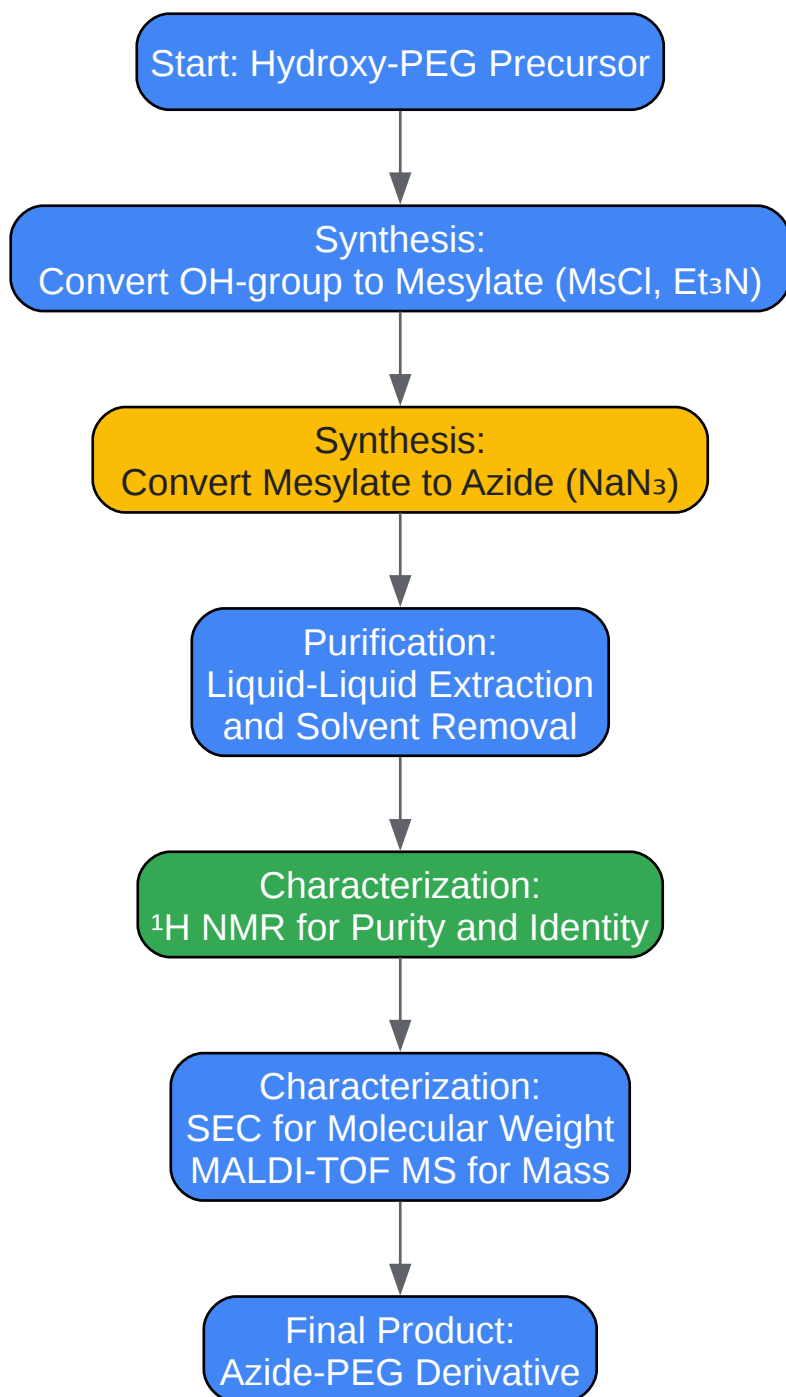 Start: Hydroxy-PEG Precursor
Synthesis:
Convert OH-group to Mesylate (MsCl, Et₃N)
Synthesis:
Convert Mesylate to Azide (NaN₃)
Purification:
Liquid-Liquid Extraction
and Solvent Removal
Characterization:
¹H NMR for Purity and Identity
Characterization:
SEC for Molecular Weight
MALDI-TOF MS for Mass
Final Product:
Azide-PEG Derivative